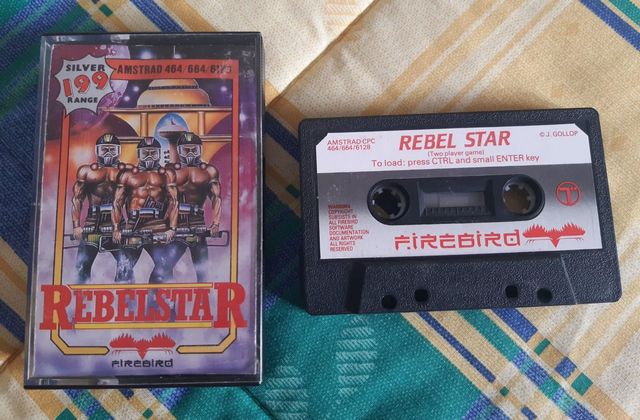 SILVER
199
RANGE
AMSTRAD 464/664/6128
REBELSTAR
FIREBIRD
AMSTRAD CPC
464/664/6128
REBEL STAR
(Two player game)
© J. GOLLOP
To load: press CTRL and small ENTER key
WARNING
COPYRIGHT
SUBSISTS IN
ALL FIREBIRD
SOFTWARE
DOCUMENTATION
AND ARTWORK
ALL RIGHTS
RESERVED
FIREBIRD